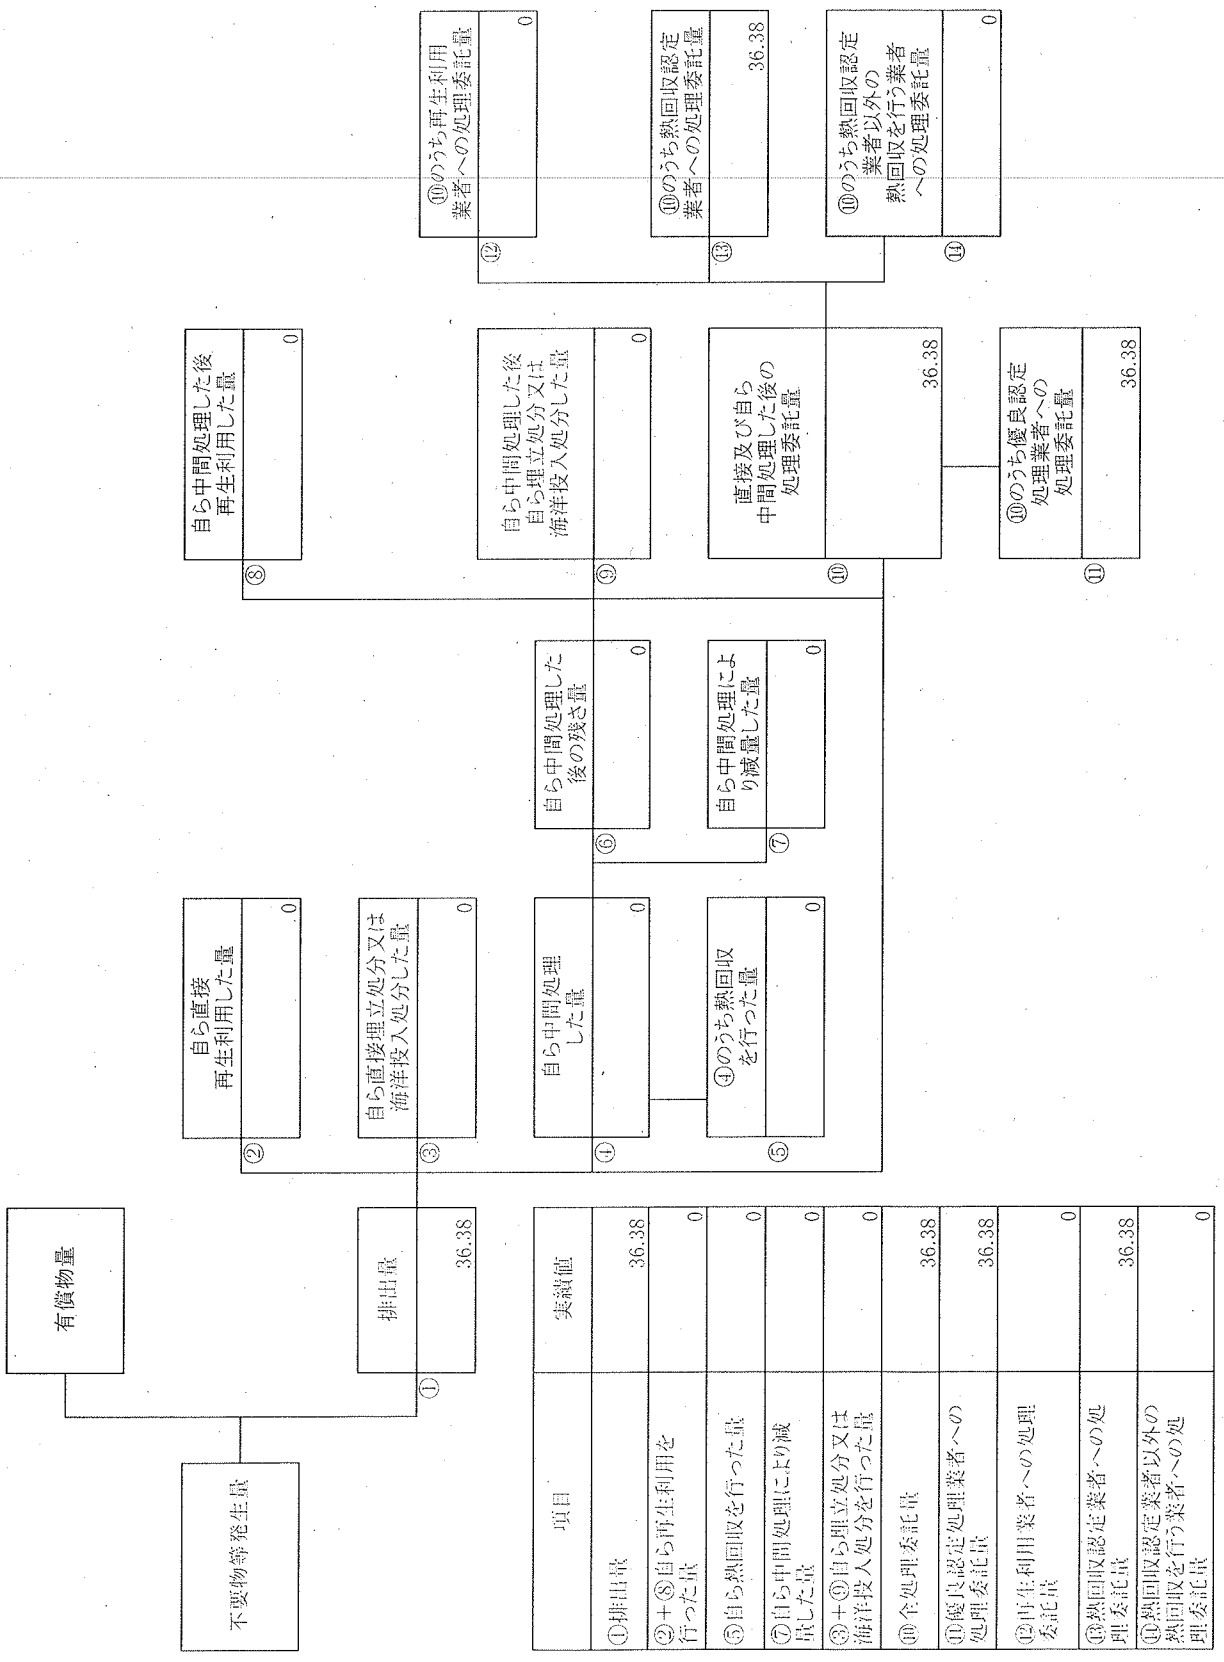 不要物等発生量
有償物量
①
排出量
36.38
②
自ら直接
再生利用した量
0
③
自ら直接埋立処分又は
海洋投入処分した量
0
④
自ら中間処理
した量
0
⑤
④のうち熱回収
を行った量
0
⑥
自ら中間処理した
後の残さ量
0
⑦
自ら中間処理によ
り減量した量
0
⑧
自ら中間処理した後
再生利用した量
0
⑨
自ら中間処理した後
自ら埋立処分又は
海洋投入処分した量
0
⑩
直接及び自ら
中間処理した後の
処理委託量
36.38
⑪
⑩のうち優良認定
処理業者への
処理委託量
36.38
⑫
⑩のうち再生利用
業者への処理委託量
0
⑬
⑩のうち熱回収認定
業者への処理委託量
36.38
⑭
⑩のうち熱回収認定
業者以外の
熱回収を行う業者
への処理委託量
0
項目 実績値
①排出量 36.38
②+⑧自ら再生利用を
行った量 0
⑤自ら熱回収を行った量 0
⑦自ら中間処理により減
量した量 0
③+⑨自ら埋立処分又は
海洋投入処分を行った量 0
⑩全処理委託量 36.38
⑪優良認定処理業者への
処理委託量 36.38
⑫再生利用業者への処理
委託量 0
⑬熱回収認定業者への処
理委託量 36.38
⑭熱回収認定業者以外の
熱回収を行う業者への処
理委託量 0